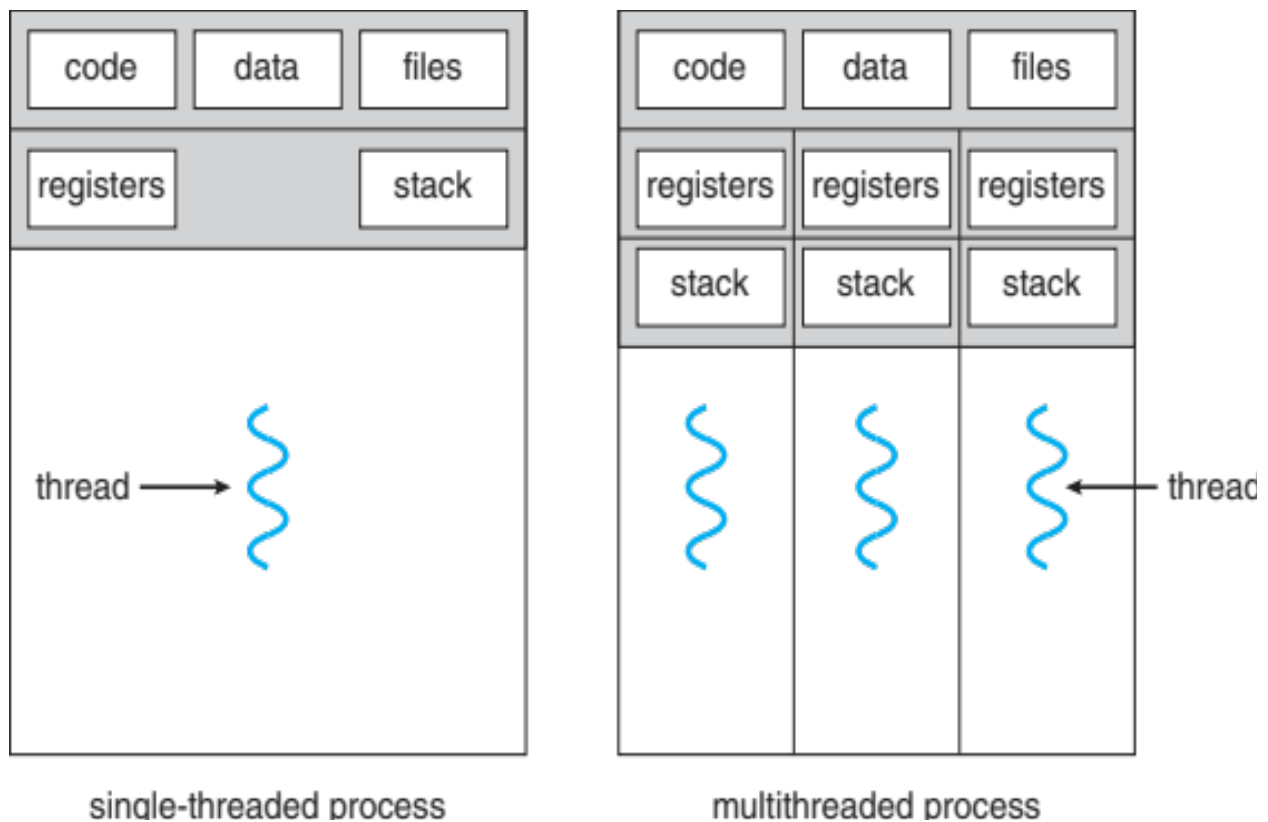 code data files
registers stack
thread
single-threaded process
code data files
registers registers registers
stack stack stack
thread
multithreaded process